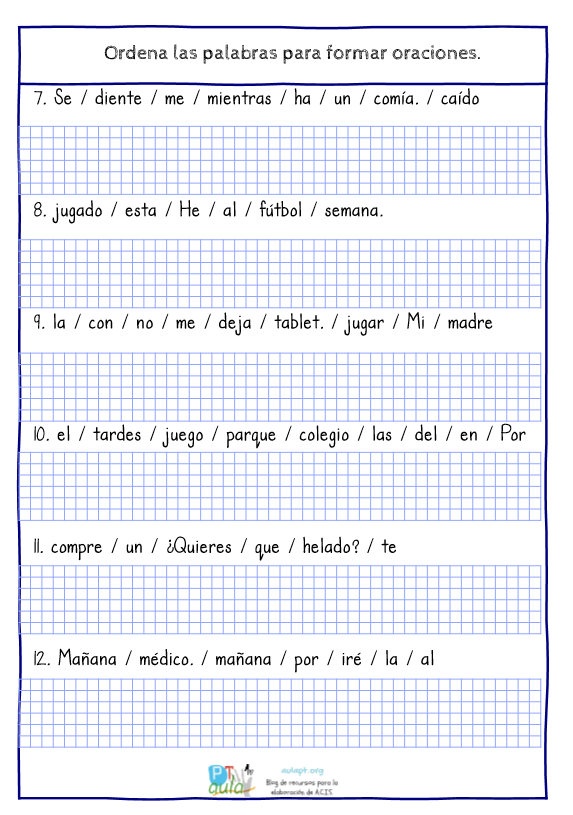 Ordena las palabras para formar oraciones.
7. Se / diente / me / mientras / ha / un / comía. / caído
8. jugado / esta / He / al / fútbol / semana.
9. la / con / no / me / deja / tablet. / jugar / Mi / madre
10. el / tardes / juego / parque / colegio / las / del / en / Por
11. compre / un / ¿Quieres / que / helado? / te
12. Mañana / médico. / mañana / por / iré / la / al
PT
aula
aulapt.org
Blog de recursos para la
elaboración de ACIS